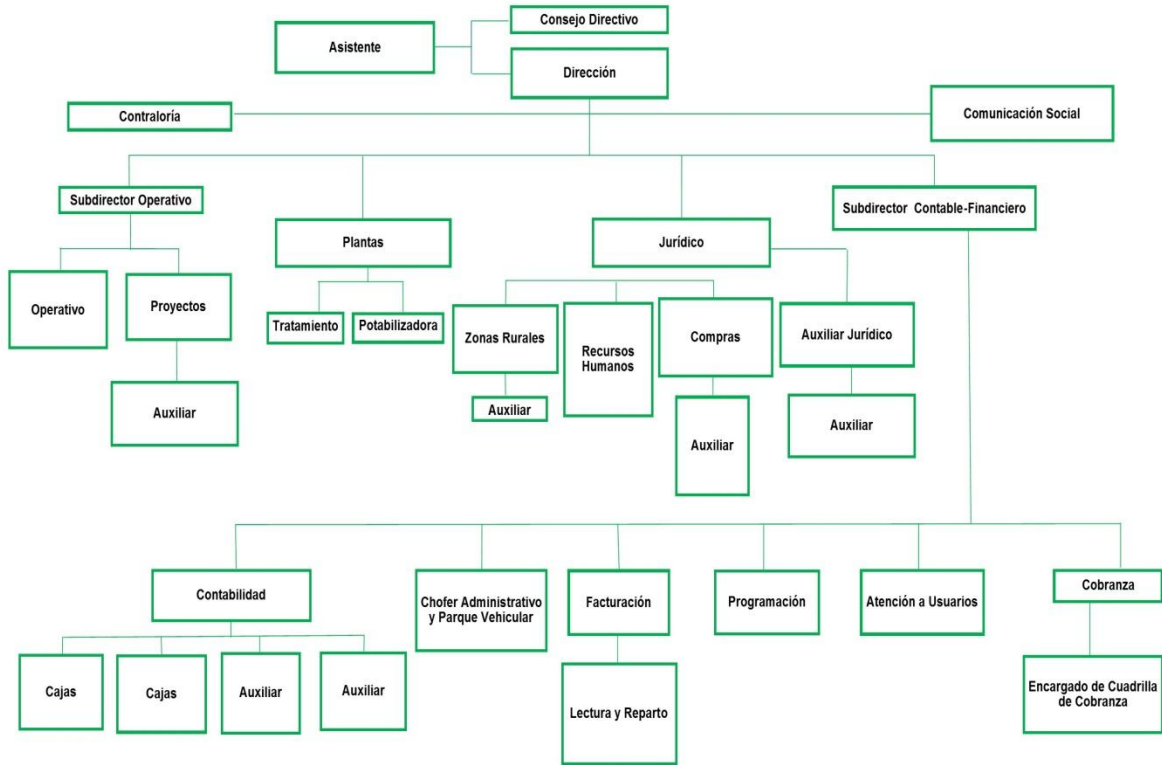 Consejo Directivo
Asistente
Dirección
Contraloría
Comunicación Social
Subdirector Operativo
Subdirector Contable-Financiero
Plantas
Jurídico
Operativo
Proyectos
Tratamiento
Potabilizadora
Zonas Rurales
Recursos
Humanos
Compras
Auxiliar Jurídico
Auxiliar
Auxiliar
Auxiliar
Auxiliar
Contabilidad
Chofer Administrativo
y Parque Vehicular
Facturación
Programación
Atención a Usuarios
Cobranza
Cajas
Cajas
Auxiliar
Auxiliar
Lectura y Reparto
Encargado de Cuadrilla
de Cobranza